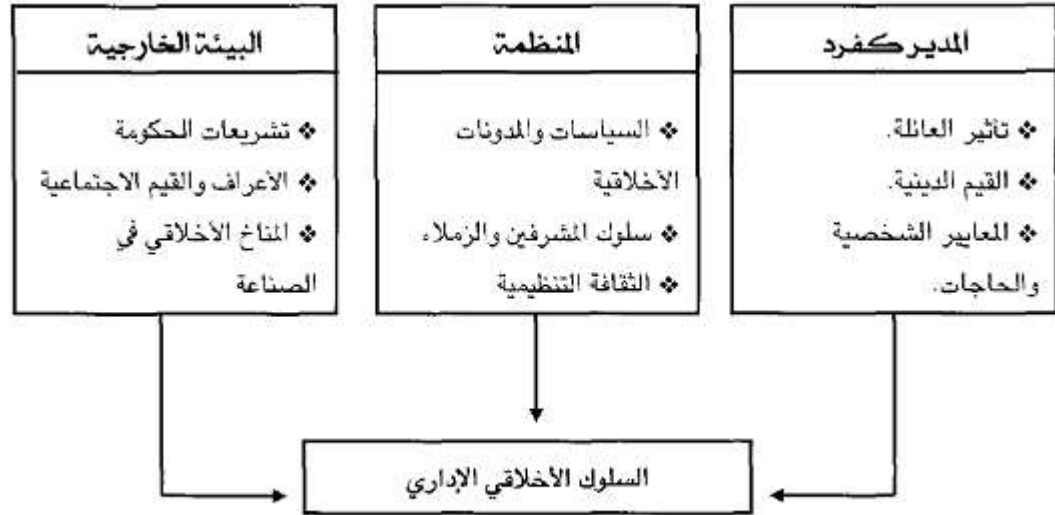 المدير كفرد
❖ تأثير العائلة.
❖ القيم الدينية.
❖ المعايير الشخصية
والحاجات.
المنظمة
❖ السياسات والمدونات
الأخلاقية
❖ سلوك المشرفين والزملاء
❖ الثقافة التنظيمية
البيئة الخارجية
❖ تشريعات الحكومة
❖ الأعراف والقيم الاجتماعية
❖ المناخ الأخلاقي في
الصناعة
السلوك الأخلاقي الإداري